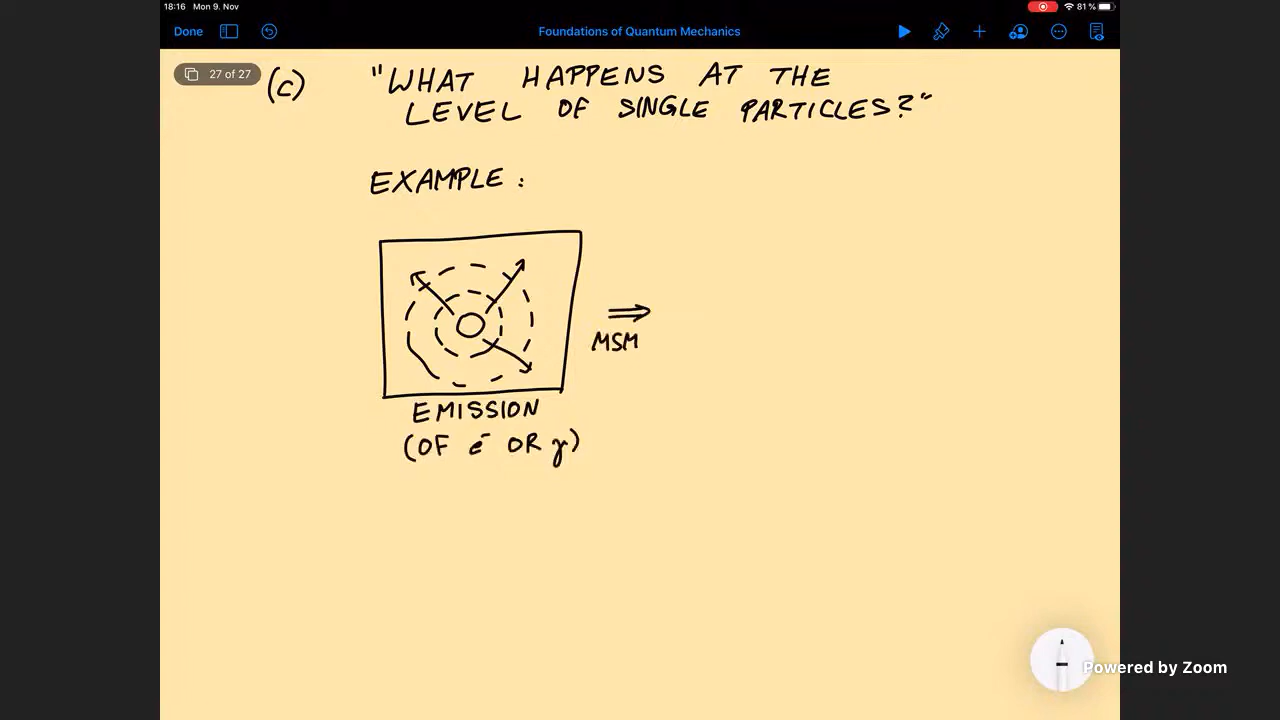 18:16 Mon 9. Nov
81 %
Done
Foundations of Quantum Mechanics
27 of 27
(c) "WHAT HAPPENS AT THE
LEVEL OF SINGLE PARTICLES?"
EXAMPLE:
⇒
MSM
EMISSION
(OF e⁻ OR γ)
Powered by Zoom